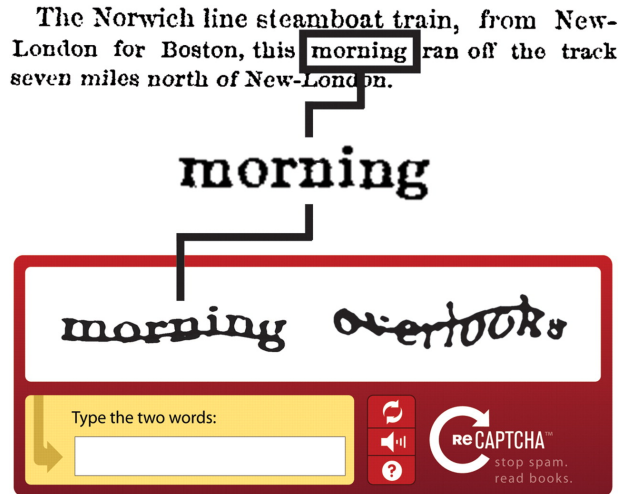 The Norwich line steamboat train, from New-
London for Boston, this morning ran off the track
seven miles north of New-London.
morning
morning overlooks
Type the two words:
? reCAPTCHA™
stop spam.
read books.